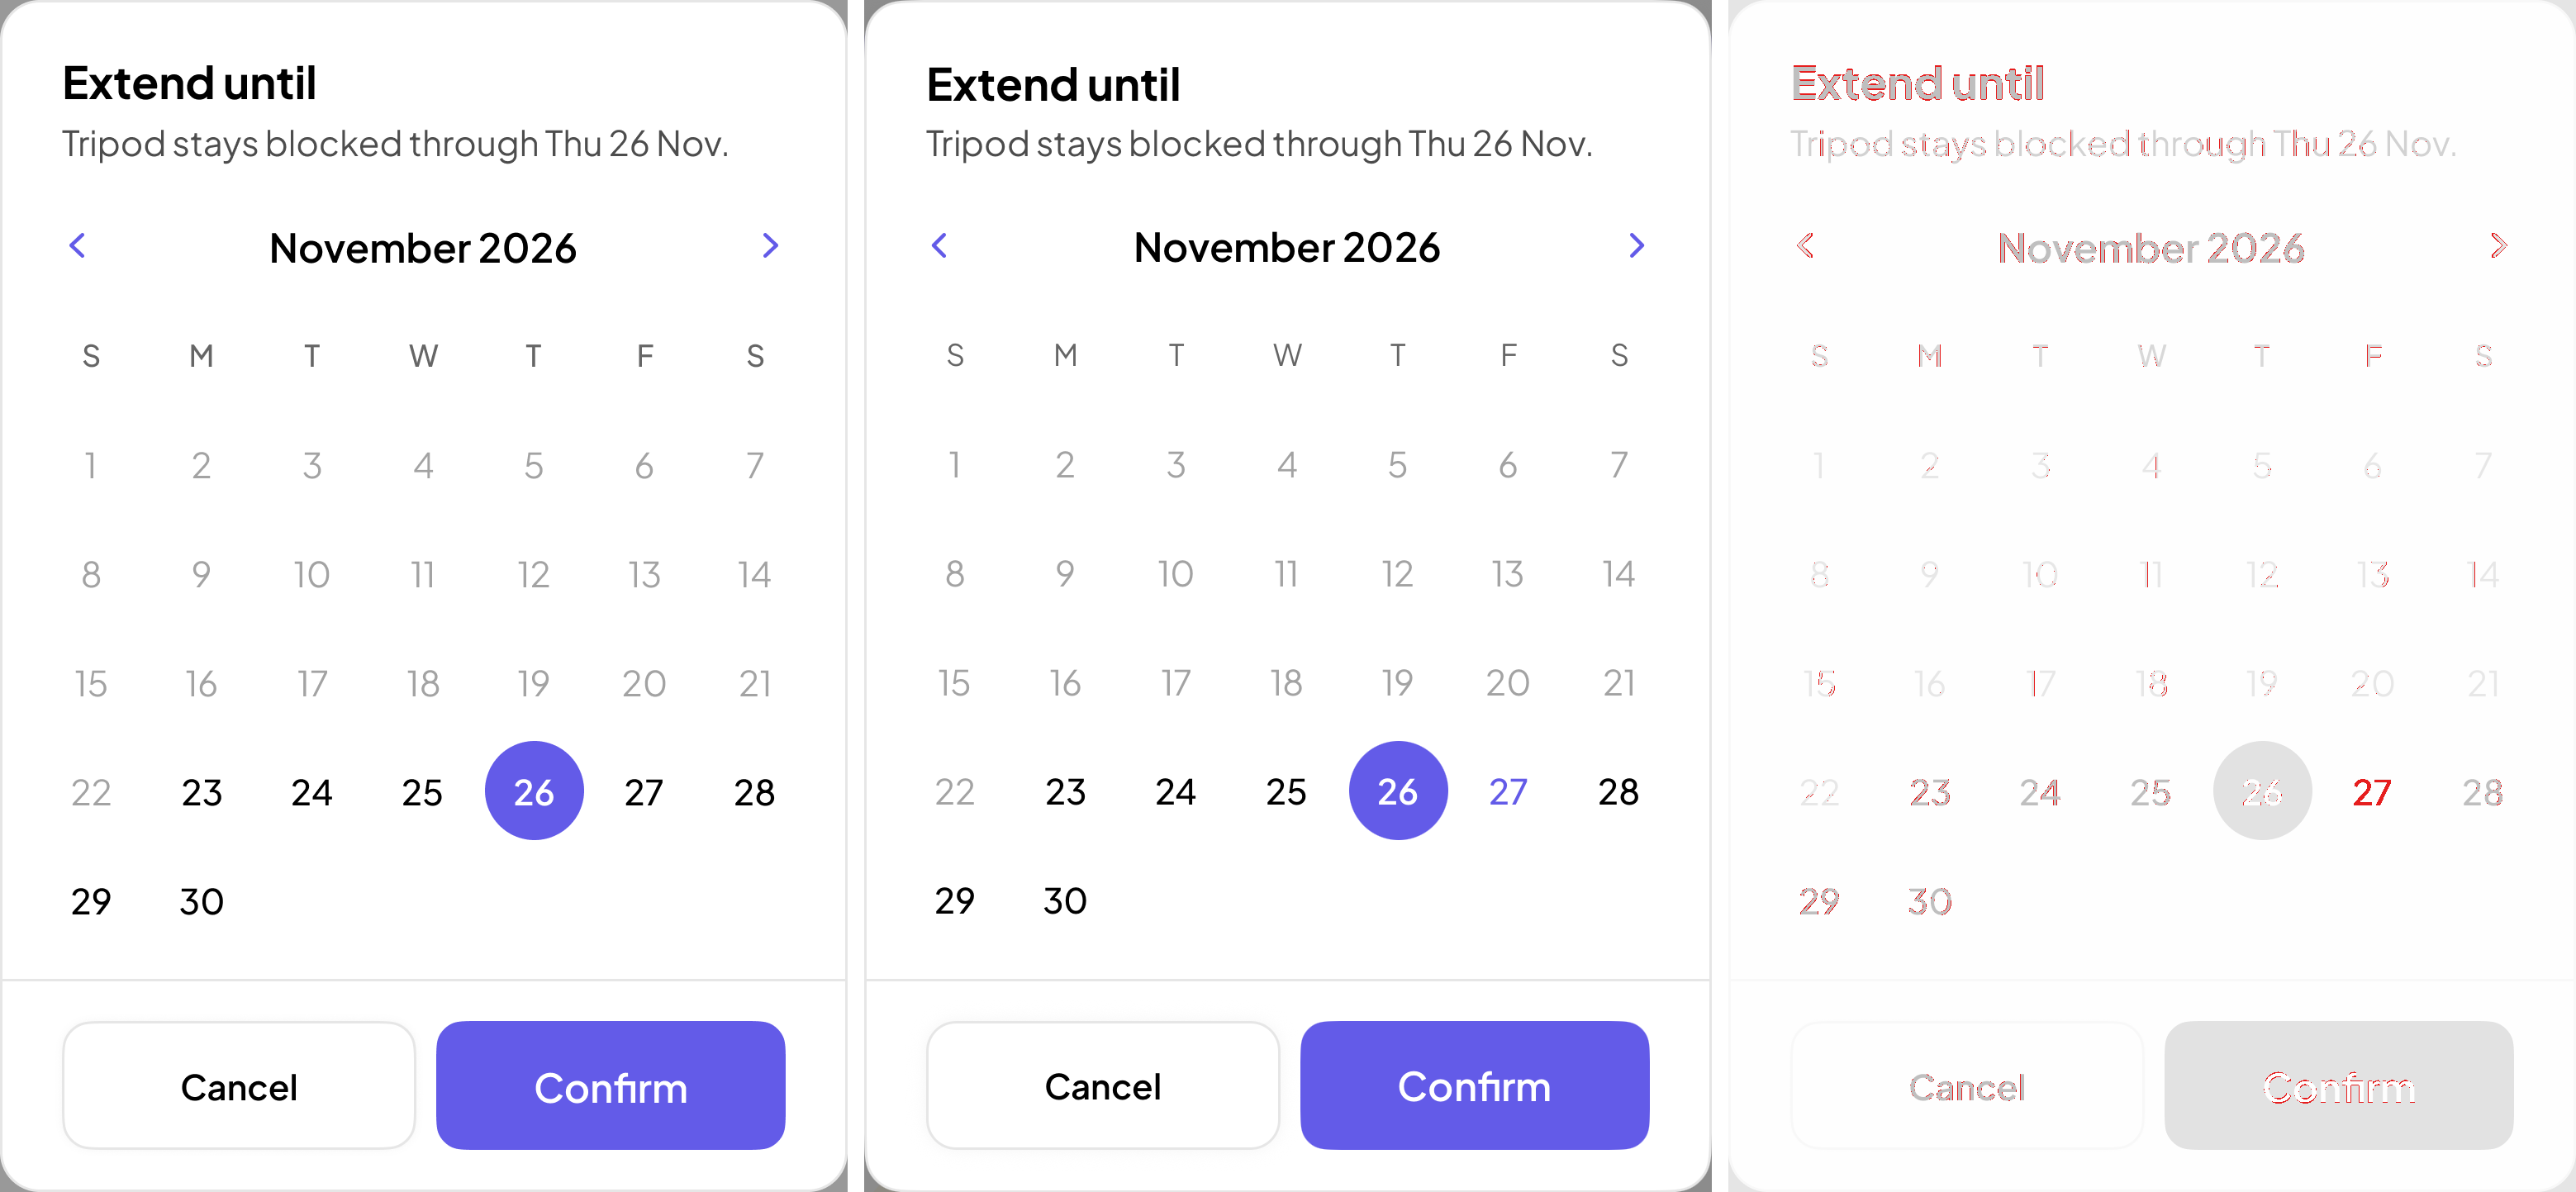 Extend until
Tripod stays blocked through Thu 26 Nov.
November 2026
S M T W T F S
1 2 3 4 5 6 7
8 9 10 11 12 13 14
15 16 17 18 19 20 21
22 23 24 25 26 27 28
29 30
Cancel Confirm
Extend until
Tripod stays blocked through Thu 26 Nov.
November 2026
S M T W T F S
1 2 3 4 5 6 7
8 9 10 11 12 13 14
15 16 17 18 19 20 21
22 23 24 25 26 27 28
29 30
Cancel Confirm
Extend until
Tripod stays blocked through Thu 26 Nov.
November 2026
S M T W T F S
1 2 3 4 5 6 7
8 9 10 11 12 13 14
15 16 17 18 19 20 21
22 23 24 25 26 27 28
29 30
Cancel Confirm